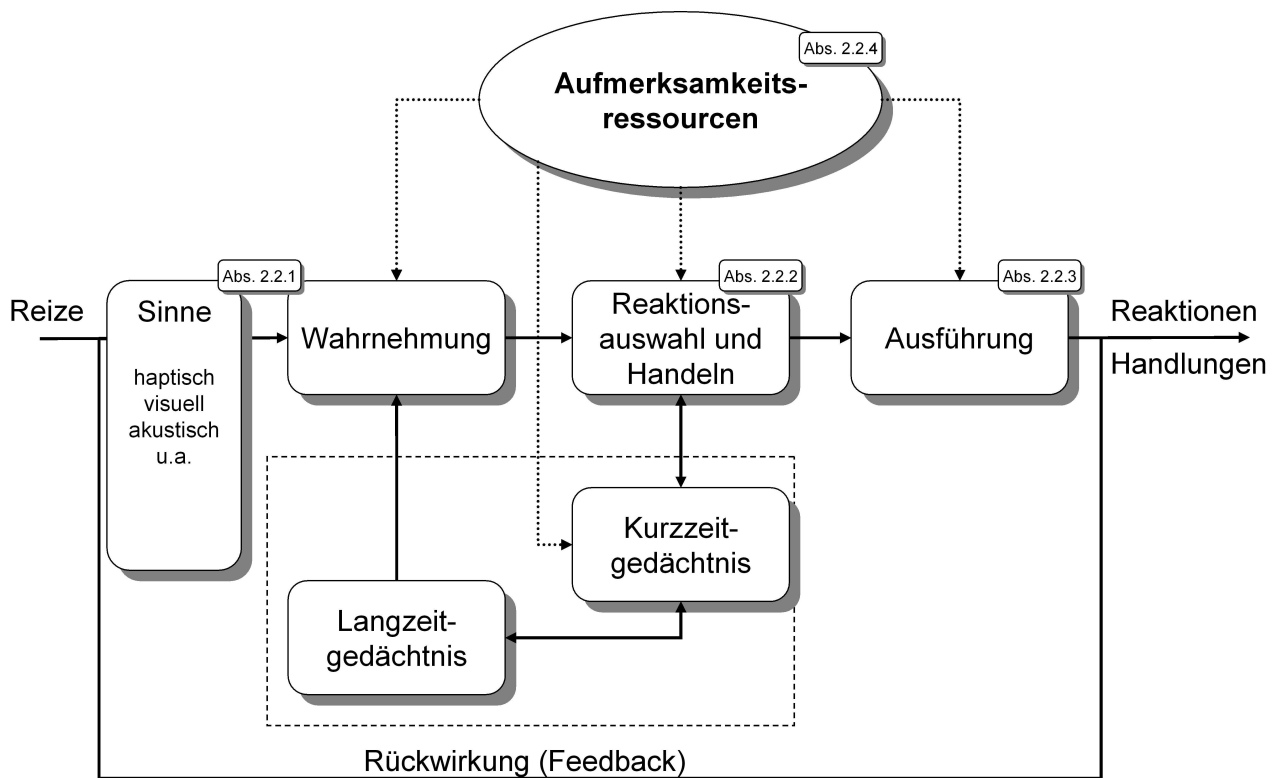 Abs. 2.2.4
Aufmerksamkeits-
ressourcen
Abs. 2.2.1
Abs. 2.2.2
Abs. 2.2.3
Reize
Sinne
haptisch
visuell
akustisch
u.a.
Wahrnehmung
Reaktions-
auswahl und
Handeln
Ausführung
Reaktionen
Handlungen
Kurzzeit-
gedächtnis
Langzeit-
gedächtnis
Rückwirkung (Feedback)